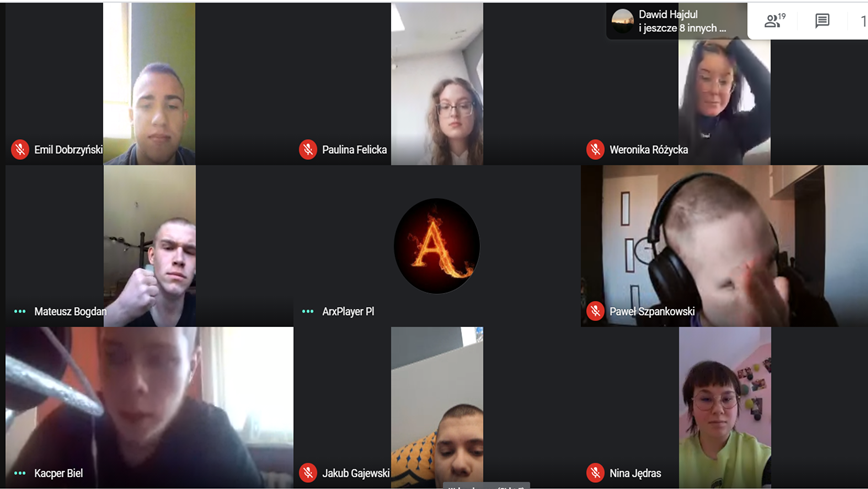 Dawid Hajdul
i jeszcze 8 innych ...
19
1
Emil Dobrzyński
Paulina Felicka
Weronika Różycka
Mateusz Bogdan
A
ArxPlayer Pl
Paweł Szpankowski
Kacper Biel
Jakub Gajewski
Nina Jędras